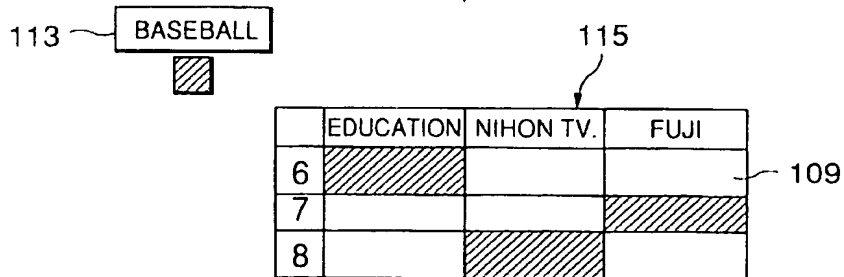 113 BASEBALL
115
EDUCATION NIHON TV. FUJI
6 109
7
8